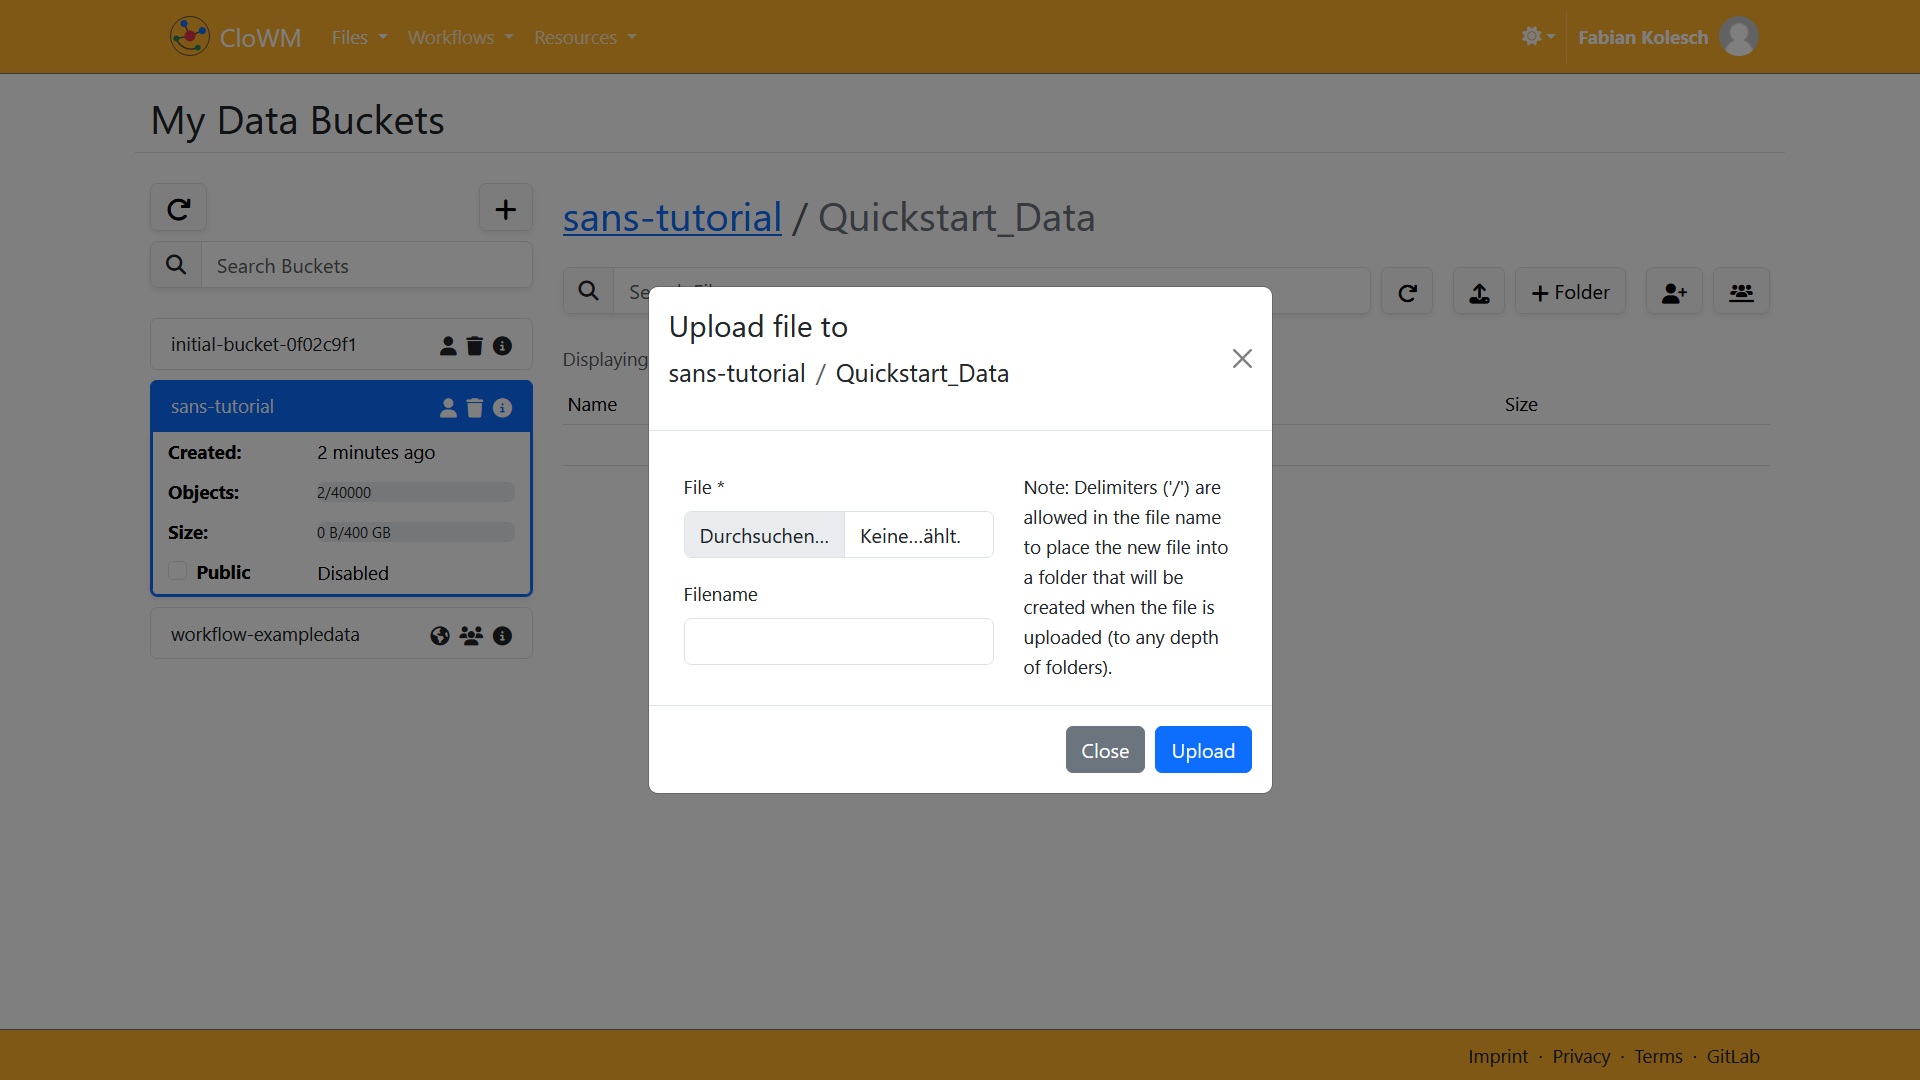 CloWM Files Workflows Resources Fabian Kolesch
My Data Buckets
Search Buckets
initial-bucket-0f02c9f1
sans-tutorial
Created: 2 minutes ago
Objects: 2/40000
Size: 0 B/400 GB
Public Disabled
workflow-exampledata
sans-tutorial / Quickstart_Data
+ Folder
Displaying
Name Size
Upload file to
sans-tutorial / Quickstart_Data
File *
Durchsuchen... Keine...ählt.
Filename
Note: Delimiters ('/') are
allowed in the file name
to place the new file into
a folder that will be
created when the file is
uploaded (to any depth
of folders).
Close Upload
Imprint · Privacy · Terms · GitLab